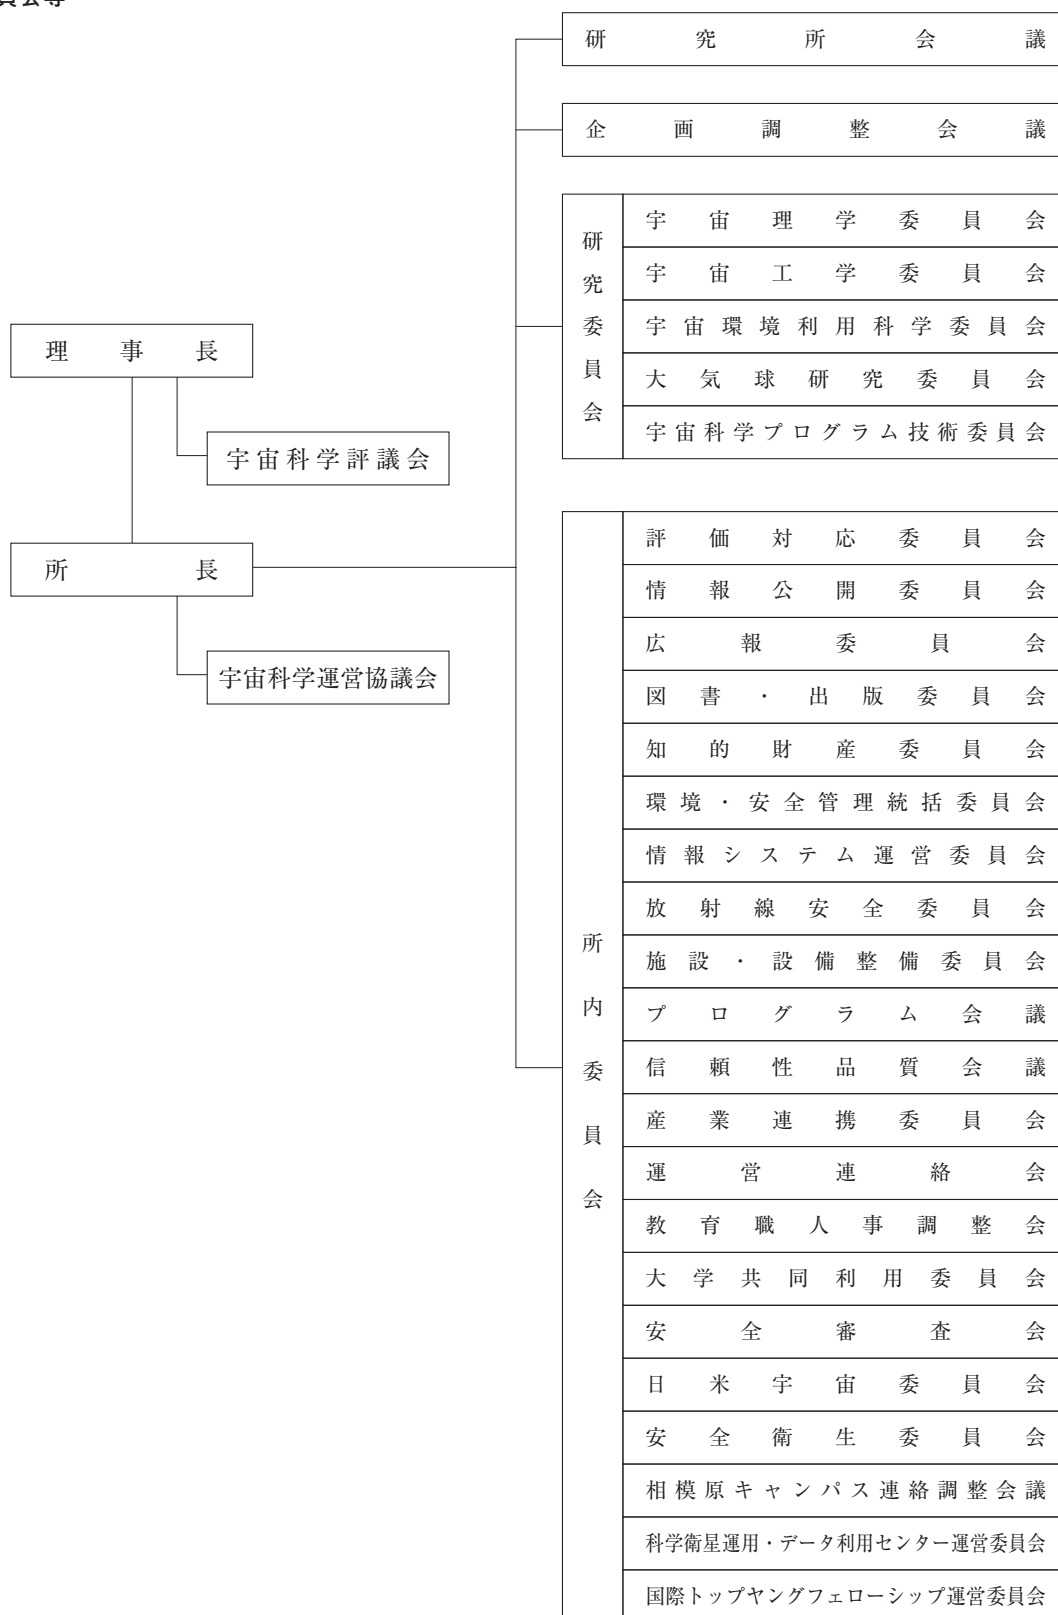 員会等
研究所会議
企画調整会議
研究委員会
宇宙理学委員会
宇宙工学委員会
宇宙環境利用科学委員会
大気球研究委員会
宇宙科学プログラム技術委員会
理事長
宇宙科学評議会
所長
宇宙科学運営協議会
所内委員会
評価対応委員会
情報公開委員会
広報委員会
図書・出版委員会
知的財産委員会
環境・安全管理統括委員会
情報システム運営委員会
放射線安全委員会
施設・設備整備委員会
プログラム会議
信頼性品質会議
産業連携委員会
運営連絡会
教育職人事調整会
大学共同利用委員会
安全審査会
日米宇宙委員会
安全衛生委員会
相模原キャンパス連絡調整会議
科学衛星運用・データ利用センター運営委員会
国際トップヤングフェローシップ運営委員会